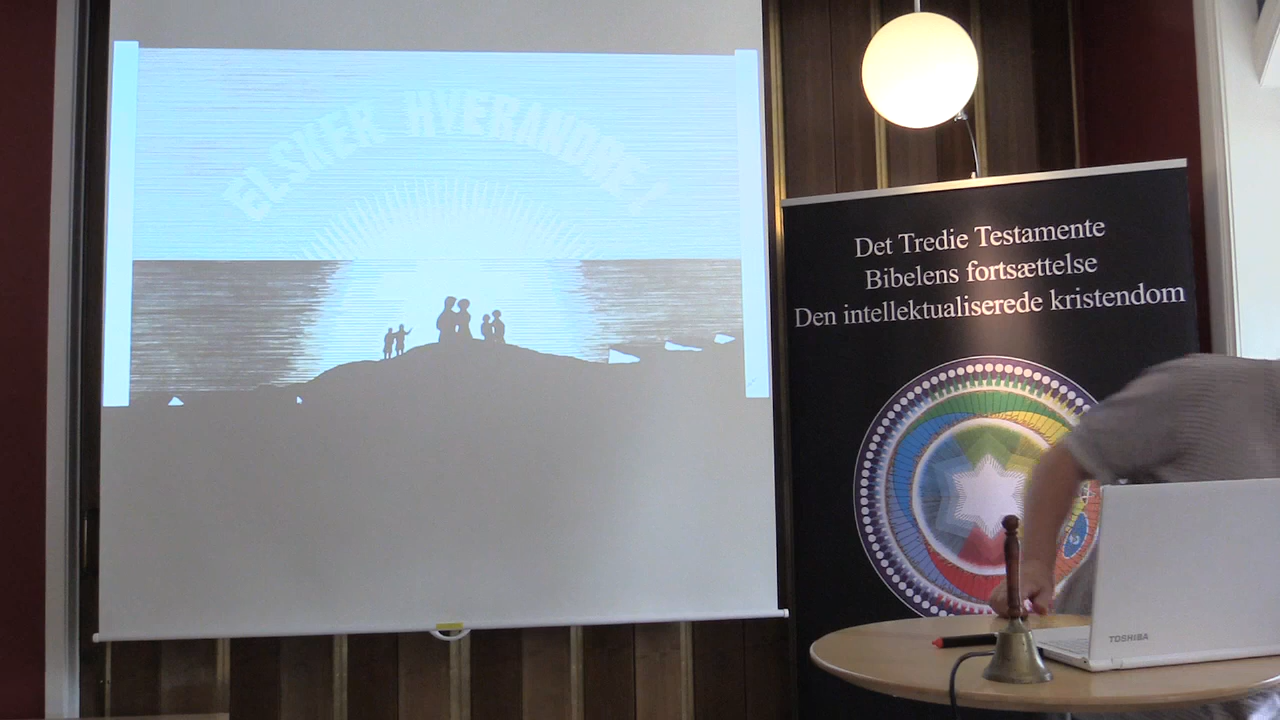 ELSKER HVERANDRE!
Det Tredie Testamente
Bibelens fortsættelse
Den intellektualiserede kristendom
TOSHIBA